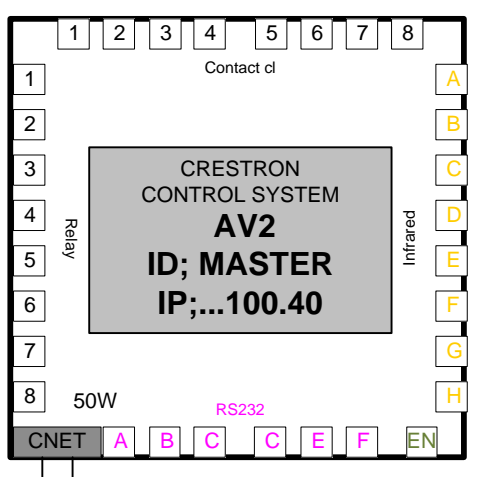 1 2 3 4 5 6 7 8
Contact cl
1 A
2 B
3 C
4 D
5 E
6 F
7 G
8 H
Relay
CRESTRON
CONTROL SYSTEM
AV2
ID; MASTER
IP;...100.40
Infrared
50W
RS232
CNET A B C C E F EN